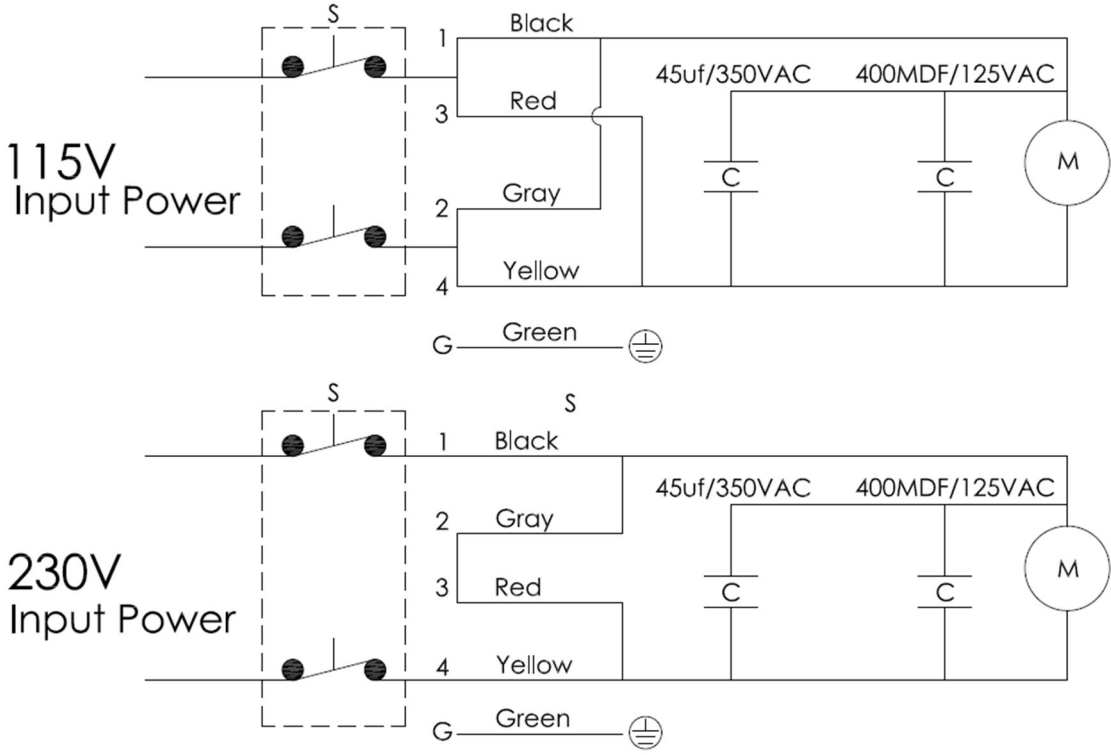 S
1 Black
45uf/350VAC 400MDF/125VAC
3 Red
115V
Input Power
C C M
2 Gray
4 Yellow
G Green
S
S
1 Black
45uf/350VAC 400MDF/125VAC
2 Gray
230V
Input Power
3 Red
C C M
4 Yellow
G Green